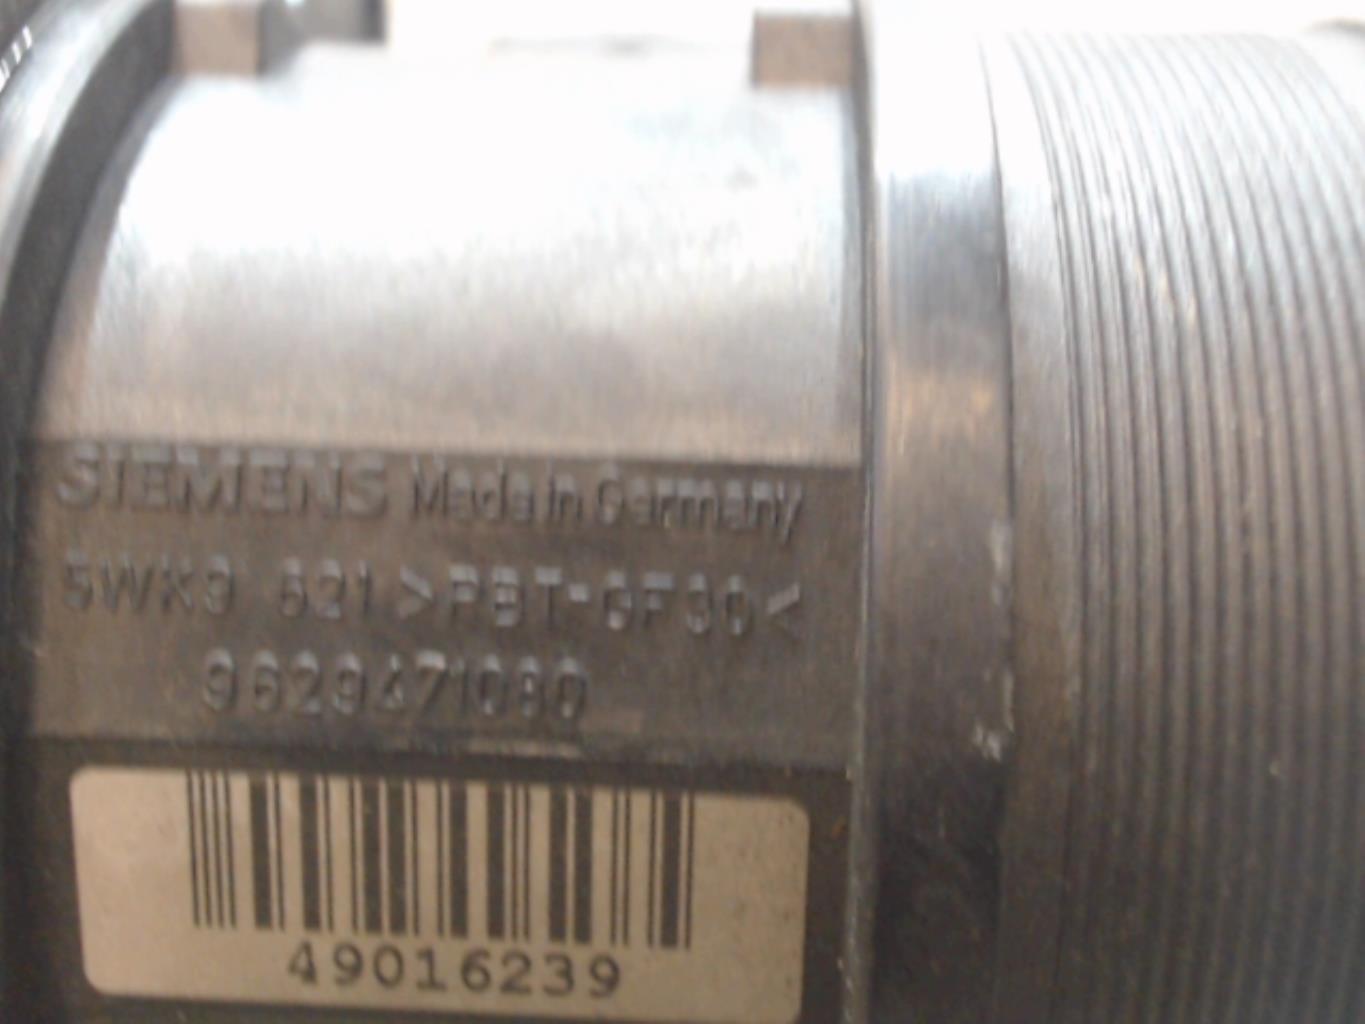 SIEMENS Made in Germany
5WK9 621 >PBT-GF30<
9629471080
49016239